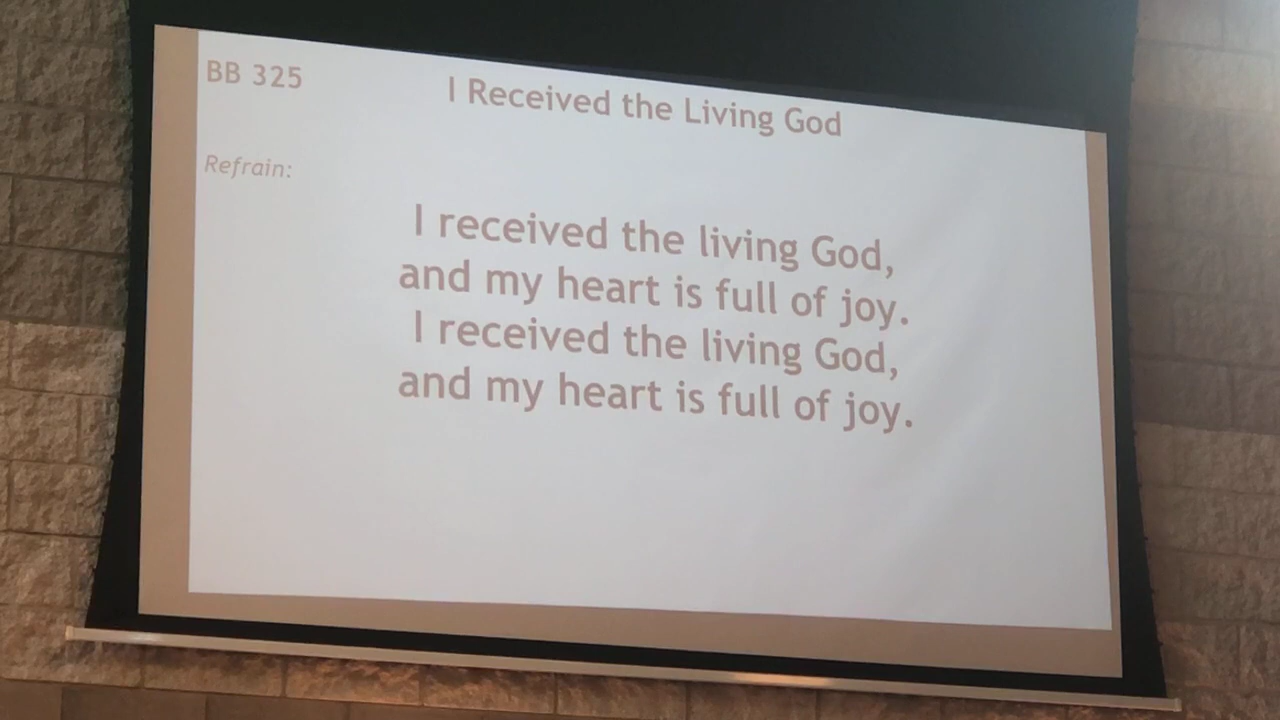 BB 325
I Received the Living God
Refrain:
I received the living God,
and my heart is full of joy.
I received the living God,
and my heart is full of joy.